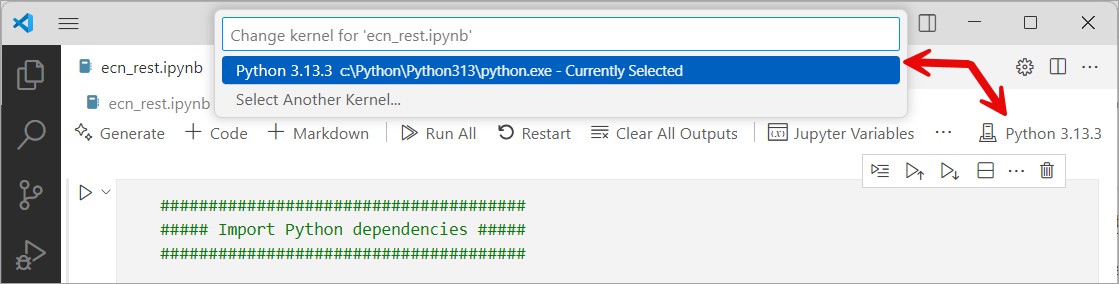 Change kernel for 'ecn_rest.ipynb'
ecn_rest.ipynb
Python 3.13.3 c:\Python\Python313\python.exe - Currently Selected
ecn_rest.ipynb
Select Another Kernel...
Generate + Code + Markdown Run All Restart Clear All Outputs (x) Jupyter Variables ... Python 3.13.3
######################################
##### Import Python dependencies #####
######################################